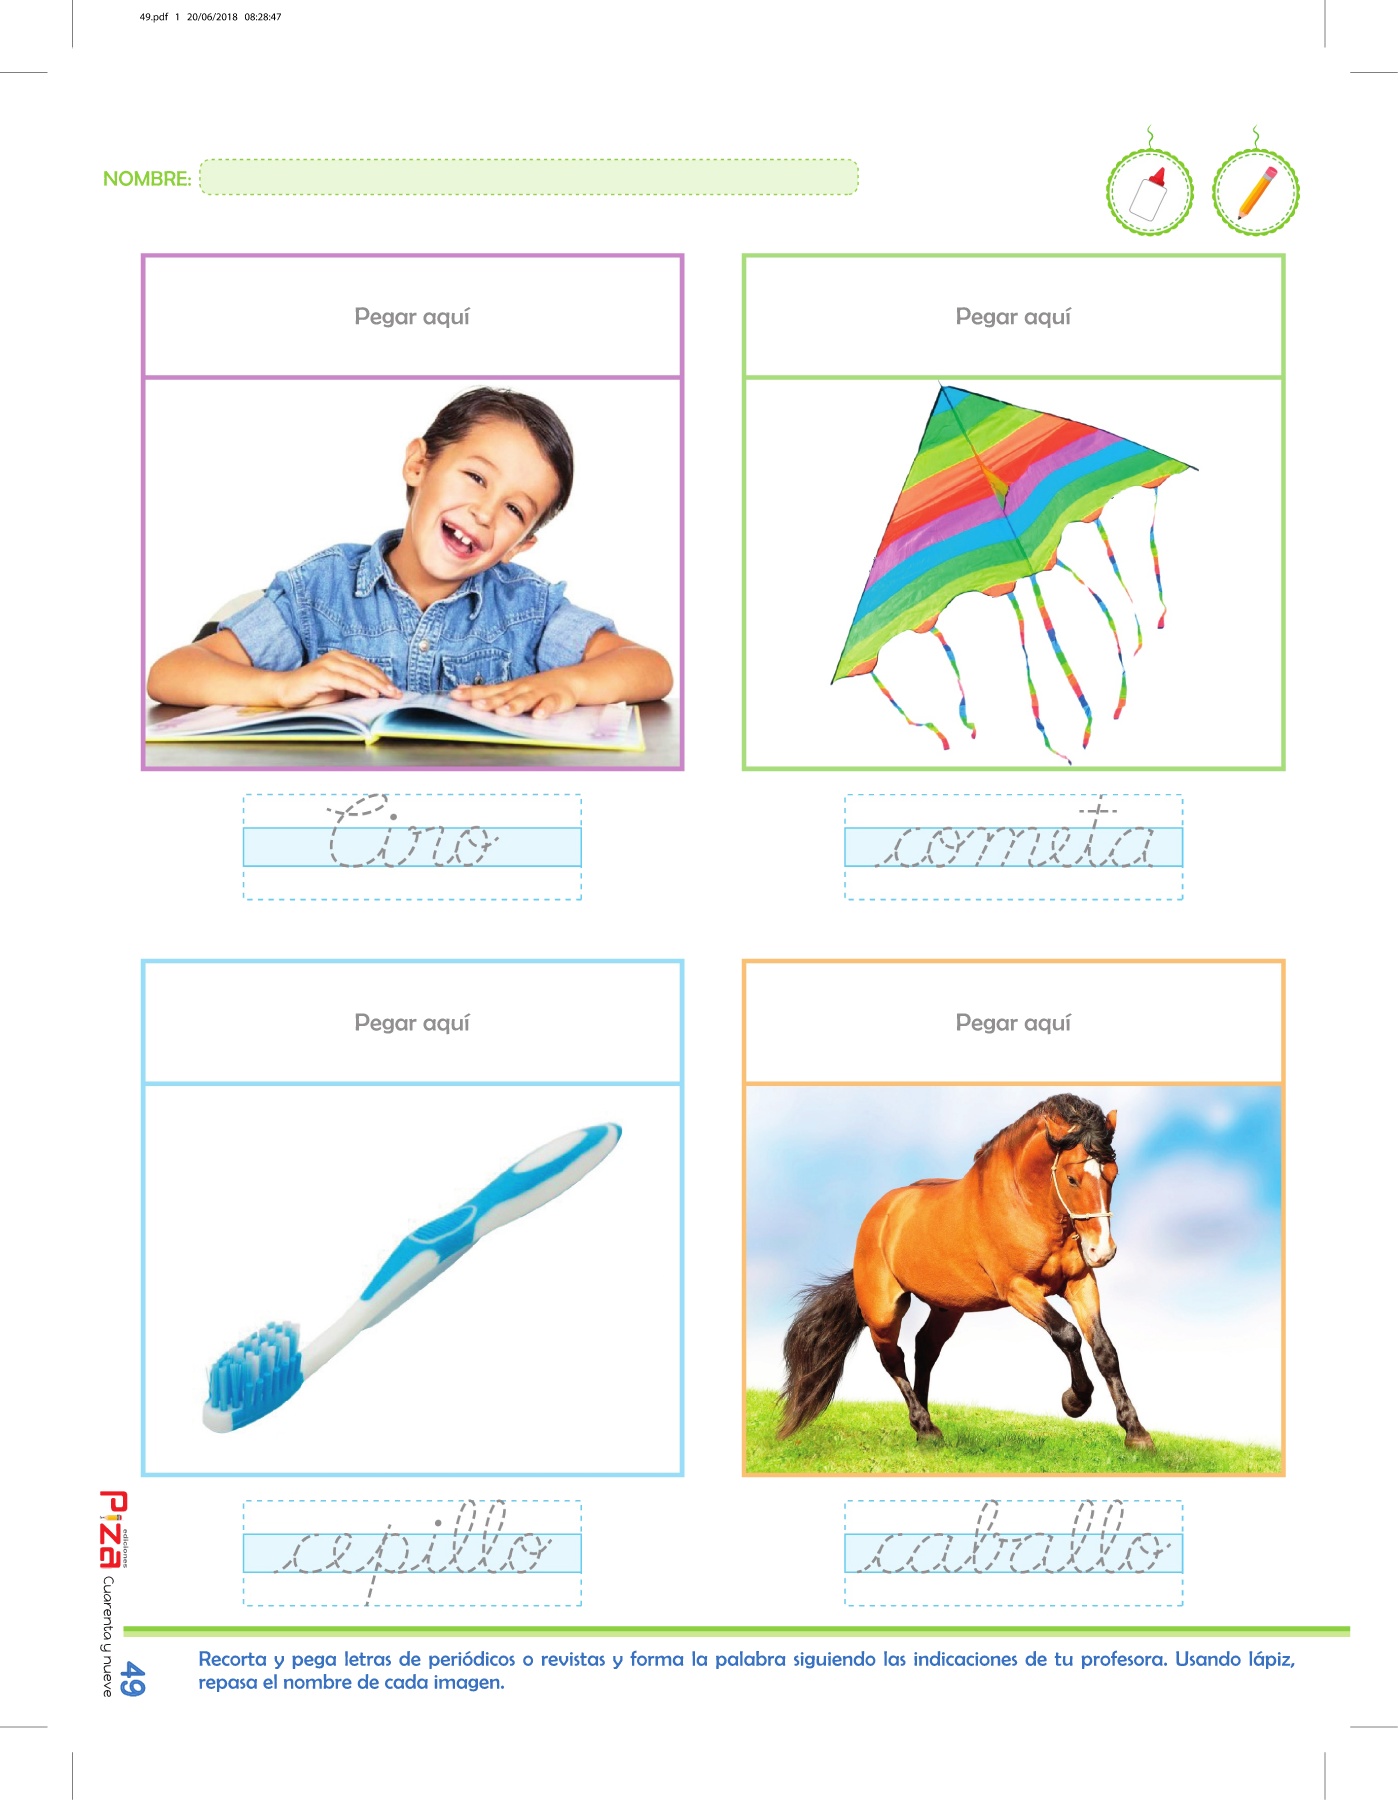 49.pdf 1 20/06/2018 08:28:47
NOMBRE:
Pegar aquí
Pegar aquí
Ciro
cometa
Pegar aquí
Pegar aquí
cepillo
caballo
Piza
ediciones
Cuarenta y nueve
49
Recorta y pega letras de periódicos o revistas y forma la palabra siguiendo las indicaciones de tu profesora. Usando lápiz,
repasa el nombre de cada imagen.